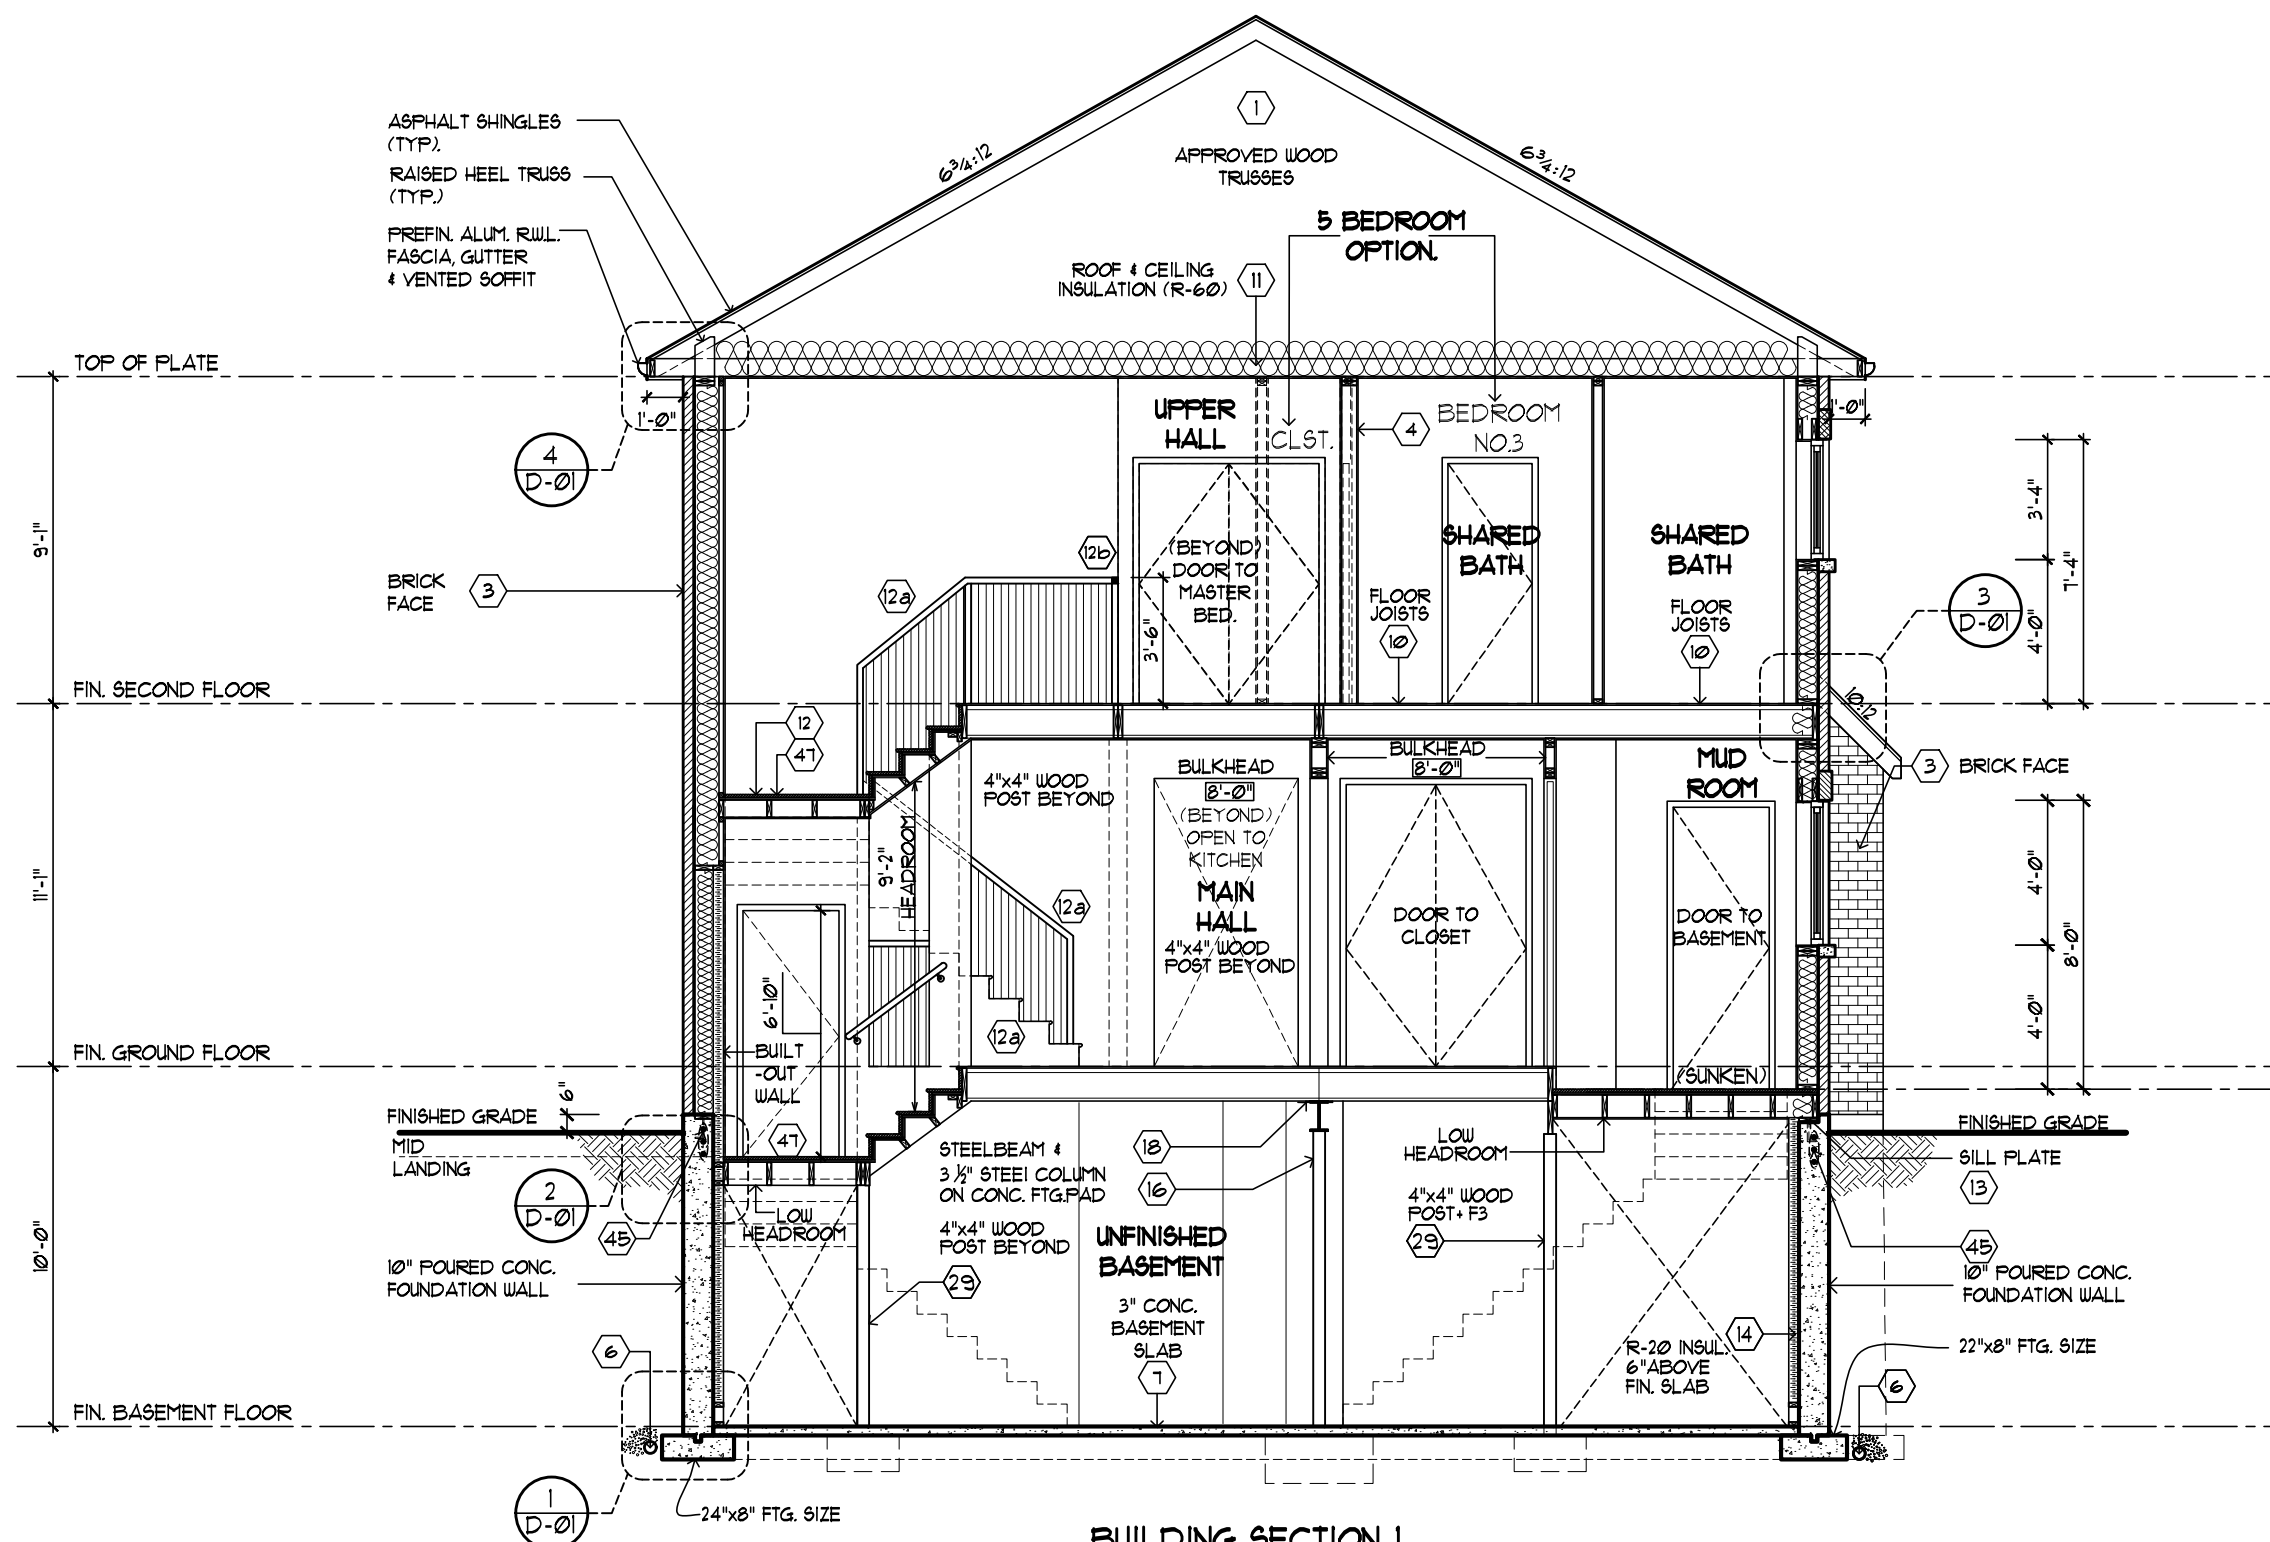 1
ASPHALT SHINGLES
(TYP).
RAISED HEEL TRUSS
(TYP.)
PREFIN. ALUM. R.W.L.
FASCIA, GUTTER
& VENTED SOFFIT
6¾:12
6¾:12
APPROVED WOOD
TRUSSES
5 BEDROOM
OPTION.
ROOF & CEILING
INSULATION (R-60)
11
TOP OF PLATE
1'-0"
1'-0"
4
D-01
UPPER
HALL
CLST.
4
BEDROOM
NO.3
9'-1"
3'-4"
7'-4"
4'-0"
BRICK
FACE
3
12a
12b
(BEYOND)
DOOR TO
MASTER
BED.
3'-6"
SHARED
BATH
SHARED
BATH
FLOOR
JOISTS
10
FLOOR
JOISTS
10
3
D-01
FIN. SECOND FLOOR
10:12
12
47
4"x4" WOOD
POST BEYOND
BULKHEAD
8'-0"
(BEYOND)
OPEN TO
KITCHEN
MAIN
HALL
4"x4" WOOD
POST BEYOND
BULKHEAD
8'-0"
MUD
ROOM
3
BRICK FACE
11'-1"
9'-2"
HEADROOM
12a
12a
DOOR TO
CLOSET
DOOR TO
BASEMENT
4'-0"
8'-0"
4'-0"
6'-10"
FIN. GROUND FLOOR
BUILT
-OUT
WALL
(SUNKEN)
6"
FINISHED GRADE
MID
LANDING
47
FINISHED GRADE
2
D-01
45
LOW
HEADROOM
STEELBEAM &
3 ½" STEEL COLUMN
ON CONC. FTG.PAD
4"x4" WOOD
POST BEYOND
29
18
16
LOW
HEADROOM
4"x4" WOOD
POST+ F3
29
SILL PLATE
13
45
10'-0"
10" POURED CONC.
FOUNDATION WALL
UNFINISHED
BASEMENT
3" CONC.
BASEMENT
SLAB
7
10" POURED CONC.
FOUNDATION WALL
14
R-20 INSUL.
6"ABOVE
FIN. SLAB
22"x8" FTG. SIZE
6
6
FIN. BASEMENT FLOOR
1
D-01
24"x8" FTG. SIZE
BUILDING SECTION 1